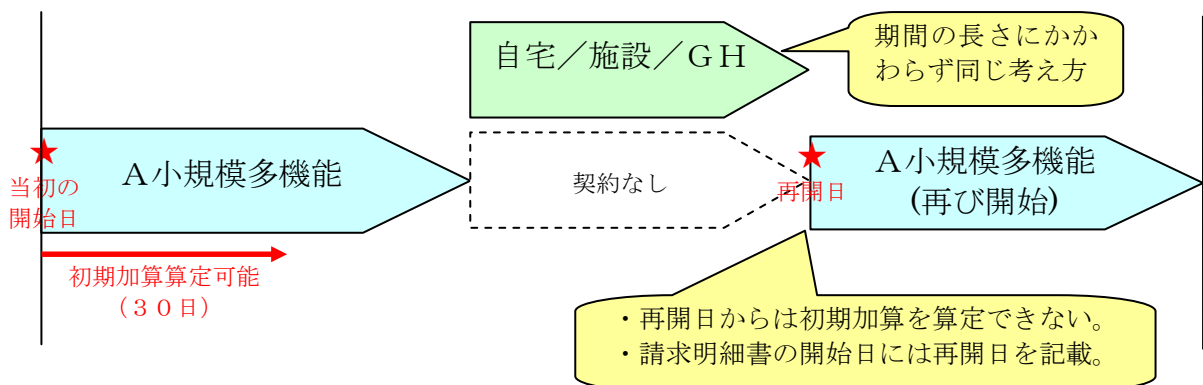 自宅／施設／ＧＨ
期間の長さにかか
わらず同じ考え方
Ａ小規模多機能
当初の
開始日
契約なし
再開日
Ａ小規模多機能
(再び開始)
初期加算算定可能
（３０日）
・再開日からは初期加算を算定できない。
・請求明細書の開始日には再開日を記載。